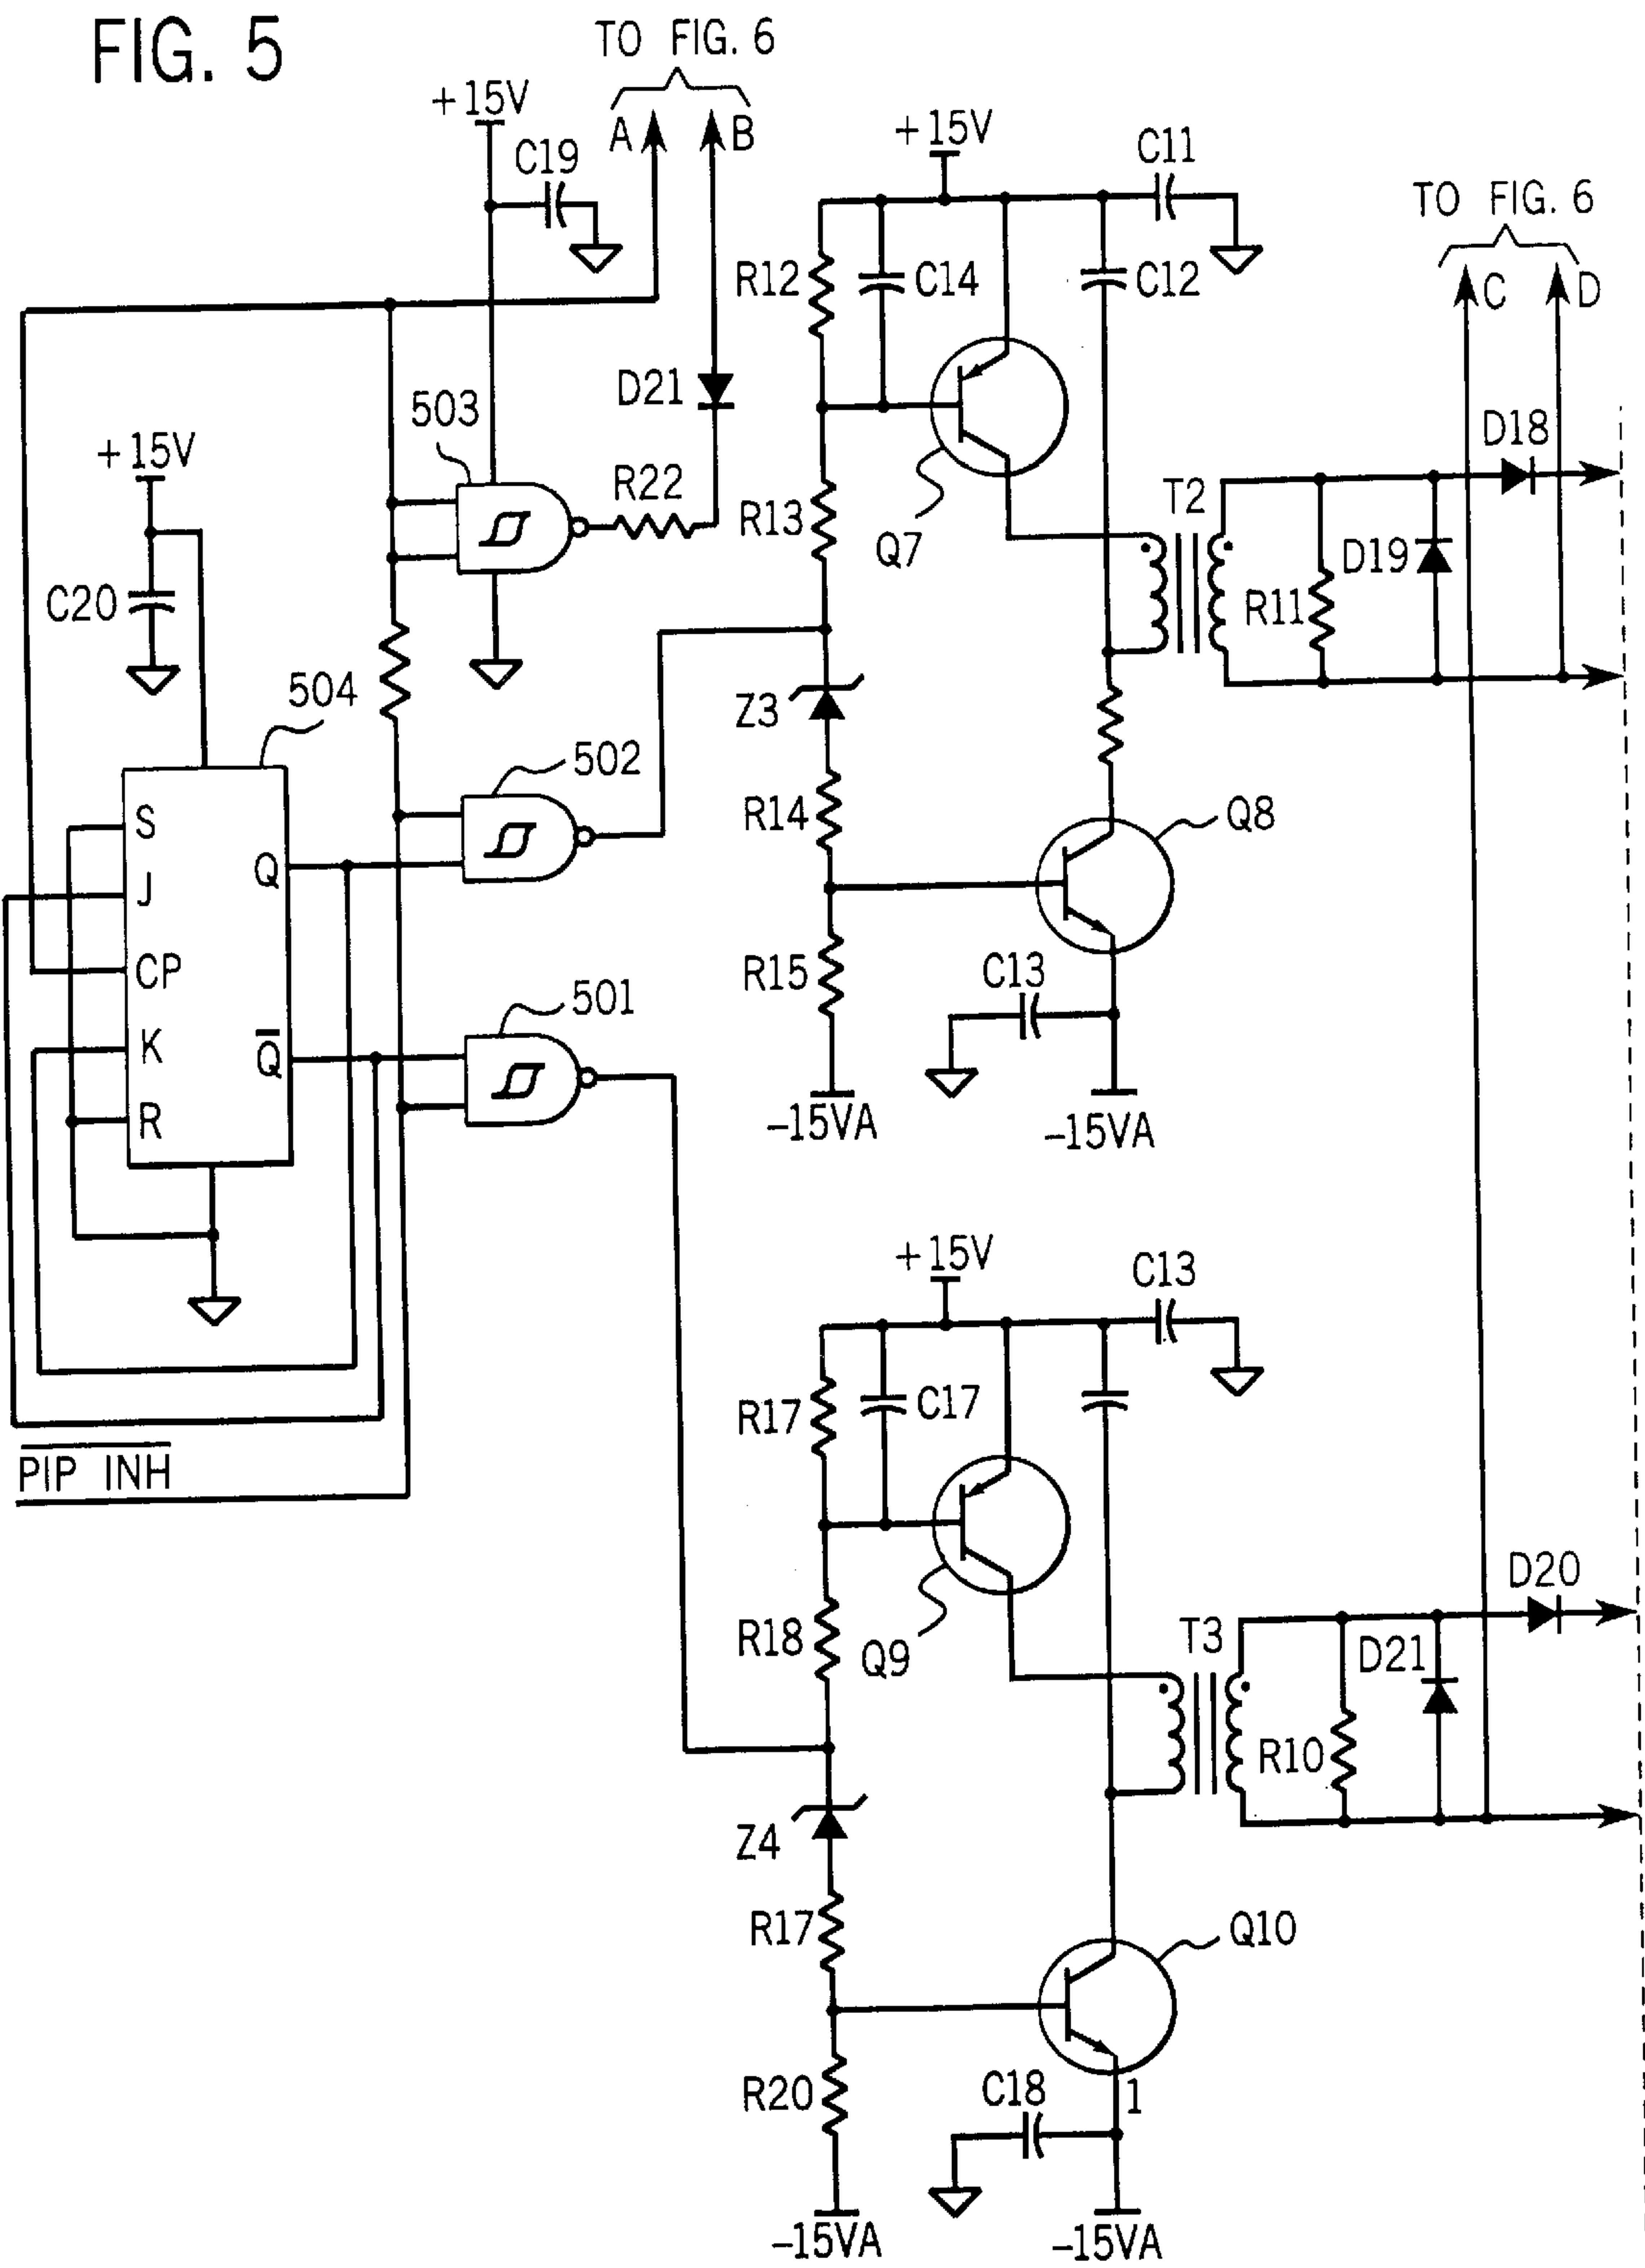 FIG. 5
TO FIG. 6
+15V
A
B
C19
+15V
C11
TO FIG. 6
R12
C14
C12
C
D
D21
503
D18
+15V
R22
R13
Q7
T2
D19
C20
R11
504
Z3
502
S
R14
Q8
Q
J
CP
R15
C13
501
K
Q̅
R
–15VA
–15VA
+15V
C13
R17
C17
P̅I̅P̅ ̅I̅N̅H̅
D20
R18
Q9
T3
D21
R10
Z4
R17
Q10
R20
C18
1
–15VA
–15VA